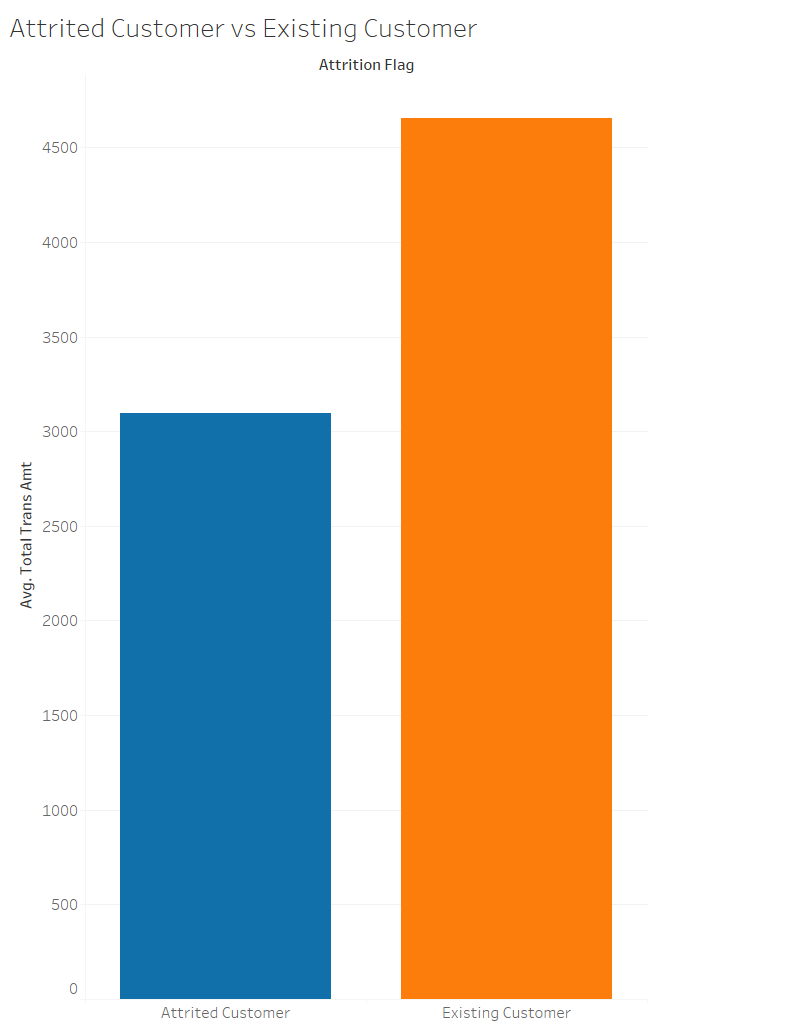 Attrited Customer vs Existing Customer
Attrition Flag
4500
4000
3500
3000
2500
2000
1500
1000
500
0
Avg. Total Trans Amt
Attrited Customer
Existing Customer